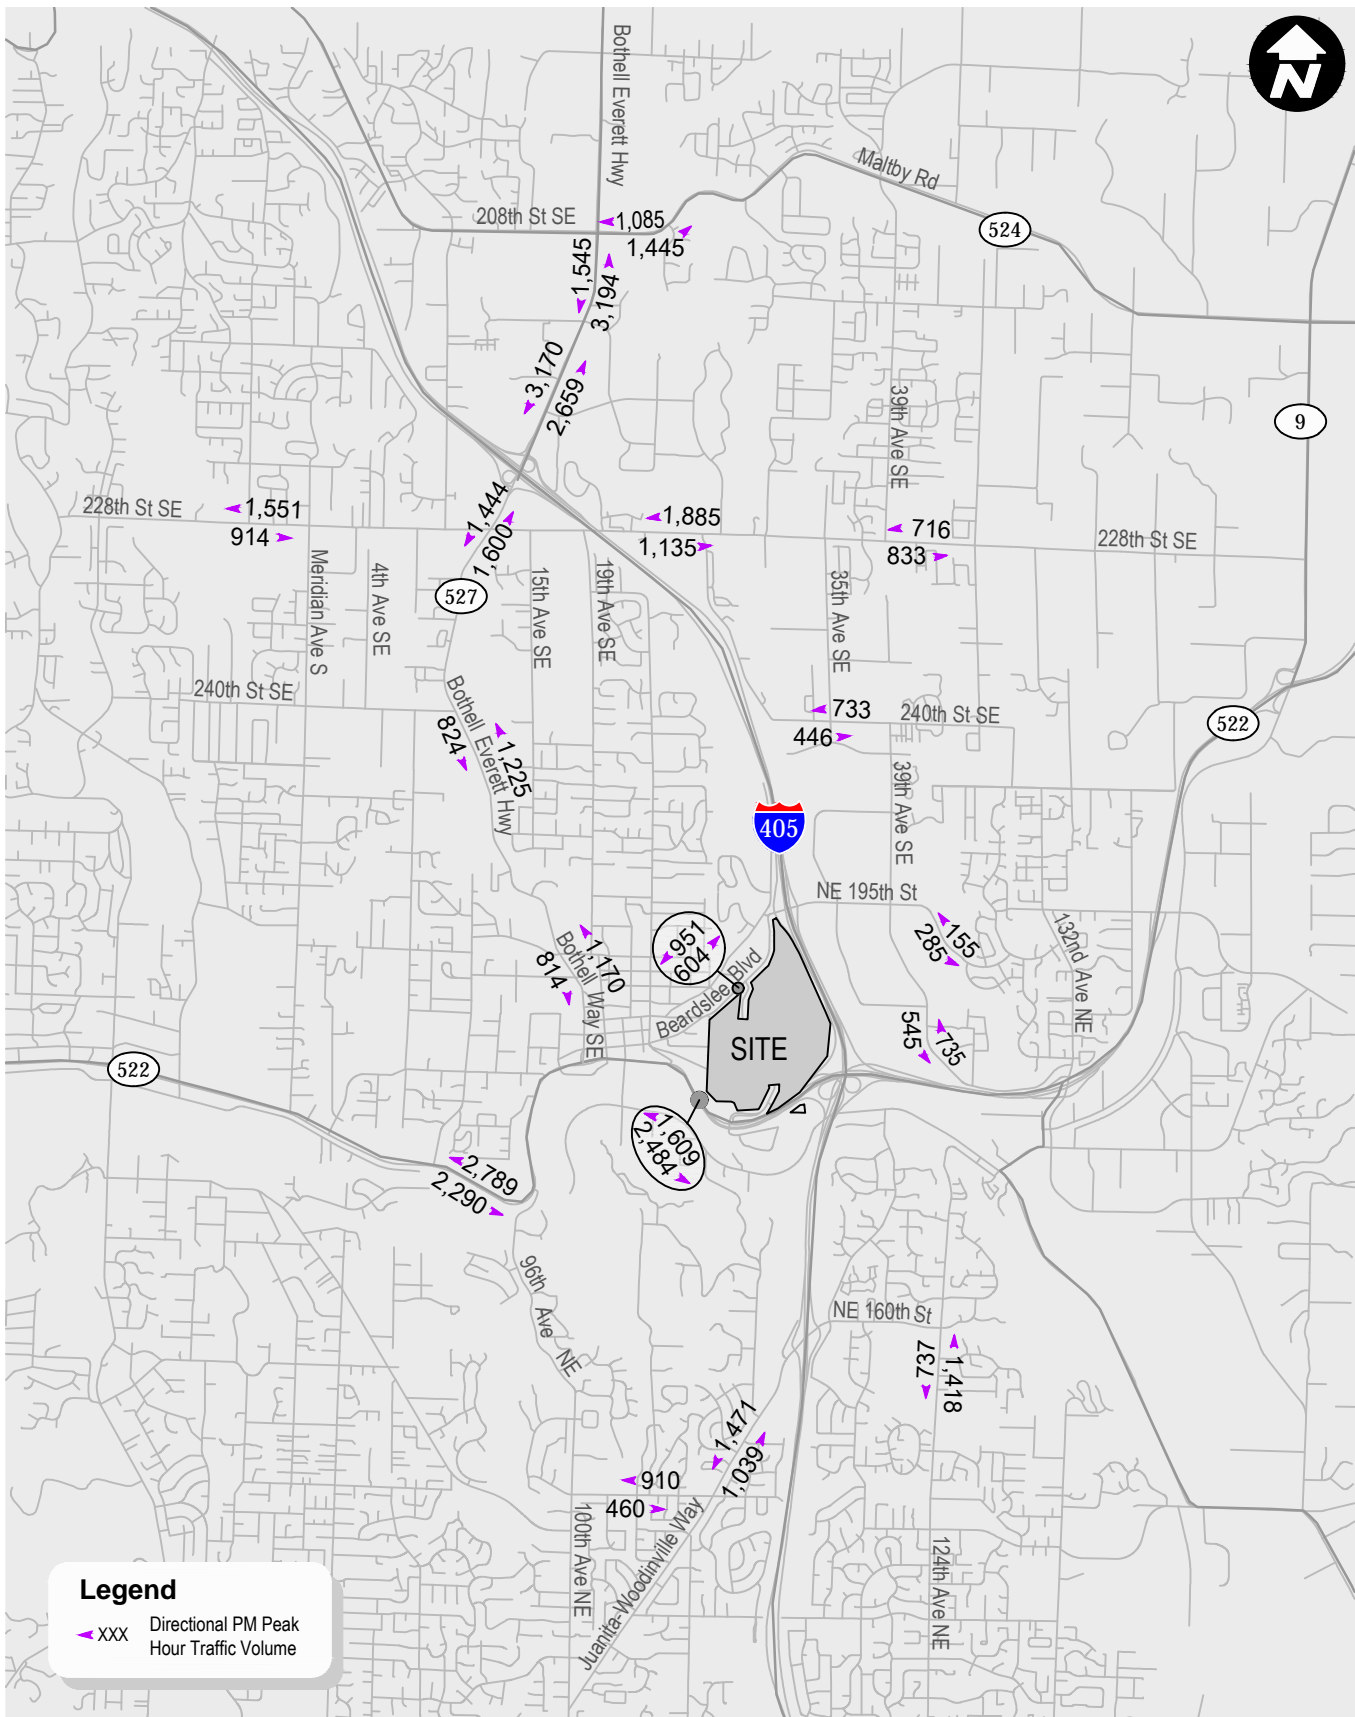 Bothell Everett Hwy
N
Maltby Rd
524
208th St SE
1,085
1,445
1,545
3,194
3,170
2,659
39th Ave SE
9
228th St SE
1,551
914
1,444
1,600
1,885
1,135
716
833
228th St SE
Meridian Ave S
4th Ave SE
527
15th Ave SE
19th Ave SE
35th Ave SE
240th St SE
Bothell Everett Hwy
824
1,225
733
446
240th St SE
522
39th Ave SE
405
NE 195th St
155
285
132nd Ave NE
951
604
Beardslee Blvd
1,170
814
Bothell Way SE
SITE
545
735
522
1,609
2,484
2,789
2,290
96th Ave NE
NE 160th St
737
1,418
1,471
1,039
910
460
100th Ave NE
Juanita-Woodinville Way
124th Ave NE
Legend
XXX Directional PM Peak
Hour Traffic Volume